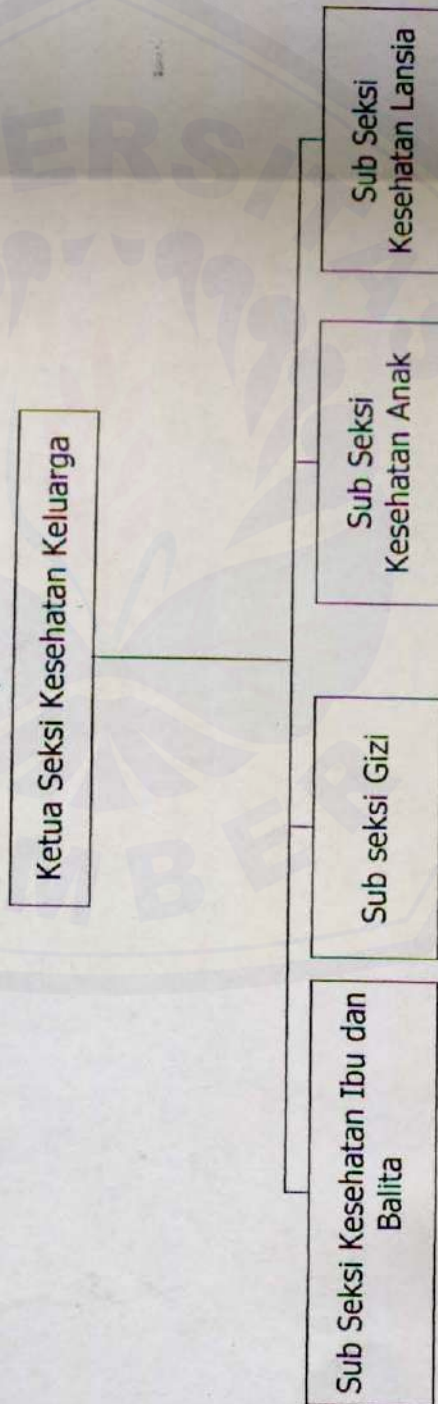 Ketua Seksi Kesehatan Keluarga
Sub Seksi Kesehatan Ibu dan
Balita
Sub seksi Gizi
Sub Seksi
Kesehatan Anak
Sub Seksi
Kesehatan Lansia